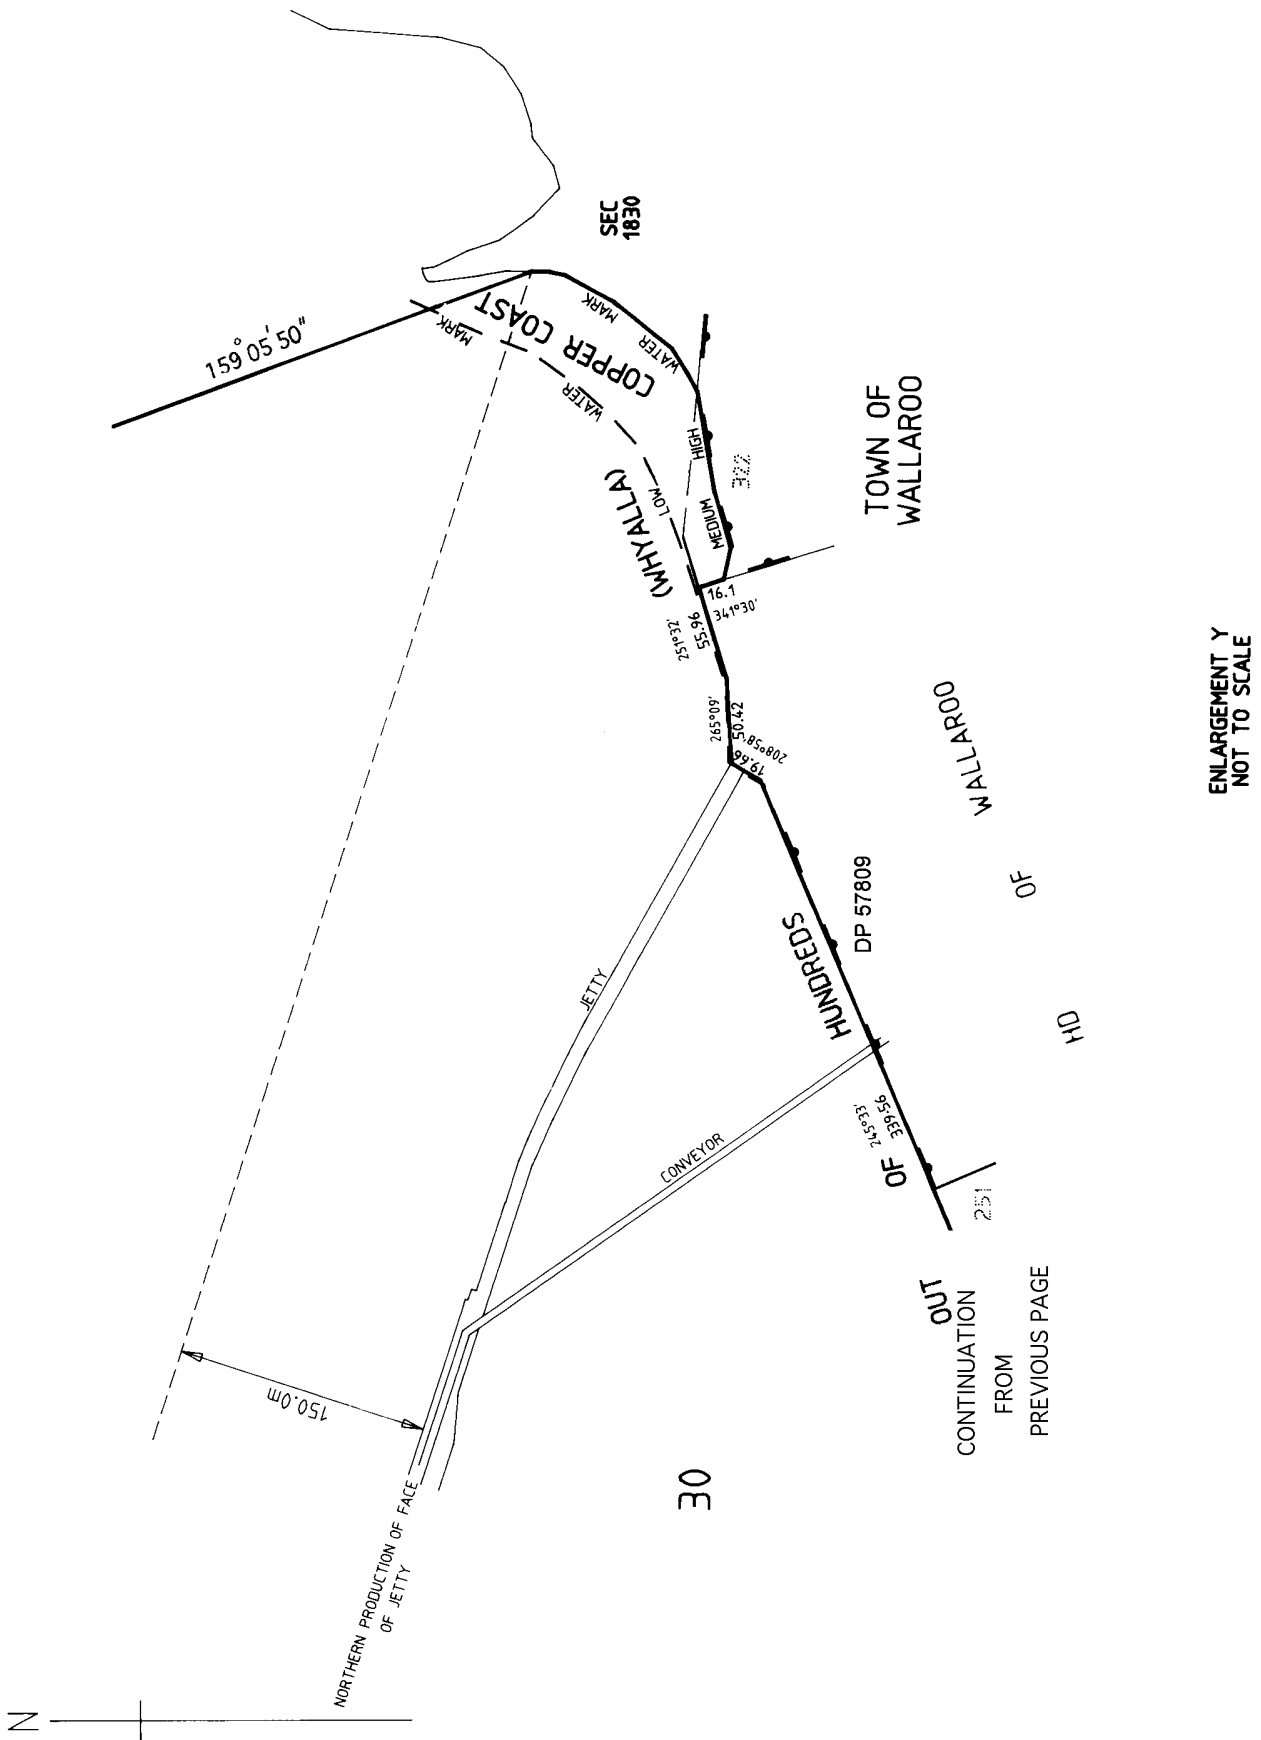 SEC
1830
159° 05' 50"
MARK
COPPER COAST
MARK
WATER
WATER
(WHYALLA)
LOW
HIGH
MEDIUM
322
TOWN OF
WALLAROO
16.1
341°30'
251°32'
55.96
265°09'
50.42
208°58'
19.66
WALLAROO
OF
HD
ENLARGEMENT Y
NOT TO SCALE
DP 57809
HUNDREDS
JETTY
CONVEYOR
245°33'
339.56
OF
251
OUT
CONTINUATION
FROM
PREVIOUS PAGE
150.0m
30
NORTHERN PRODUCTION OF FACE
OF JETTY
N